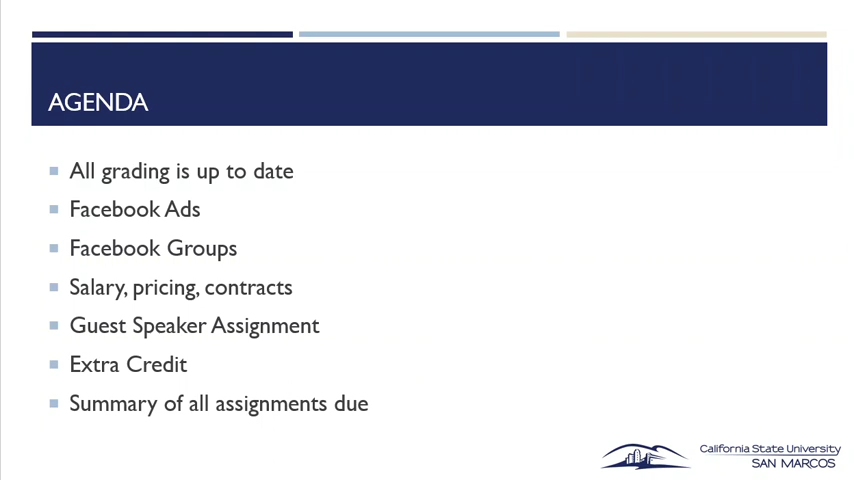 AGENDA
All grading is up to date
Facebook Ads
Facebook Groups
Salary, pricing, contracts
Guest Speaker Assignment
Extra Credit
Summary of all assignments due
California State University
SAN MARCOS